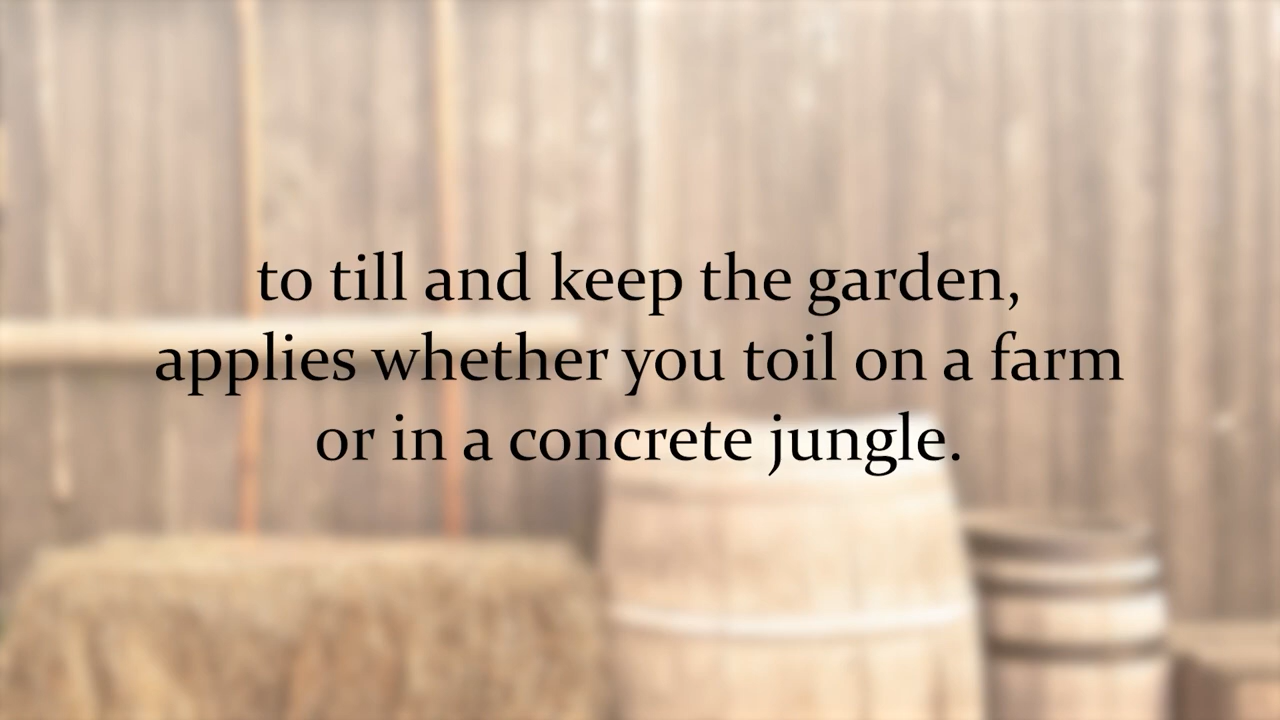 to till and keep the garden,
applies whether you toil on a farm
or in a concrete jungle.